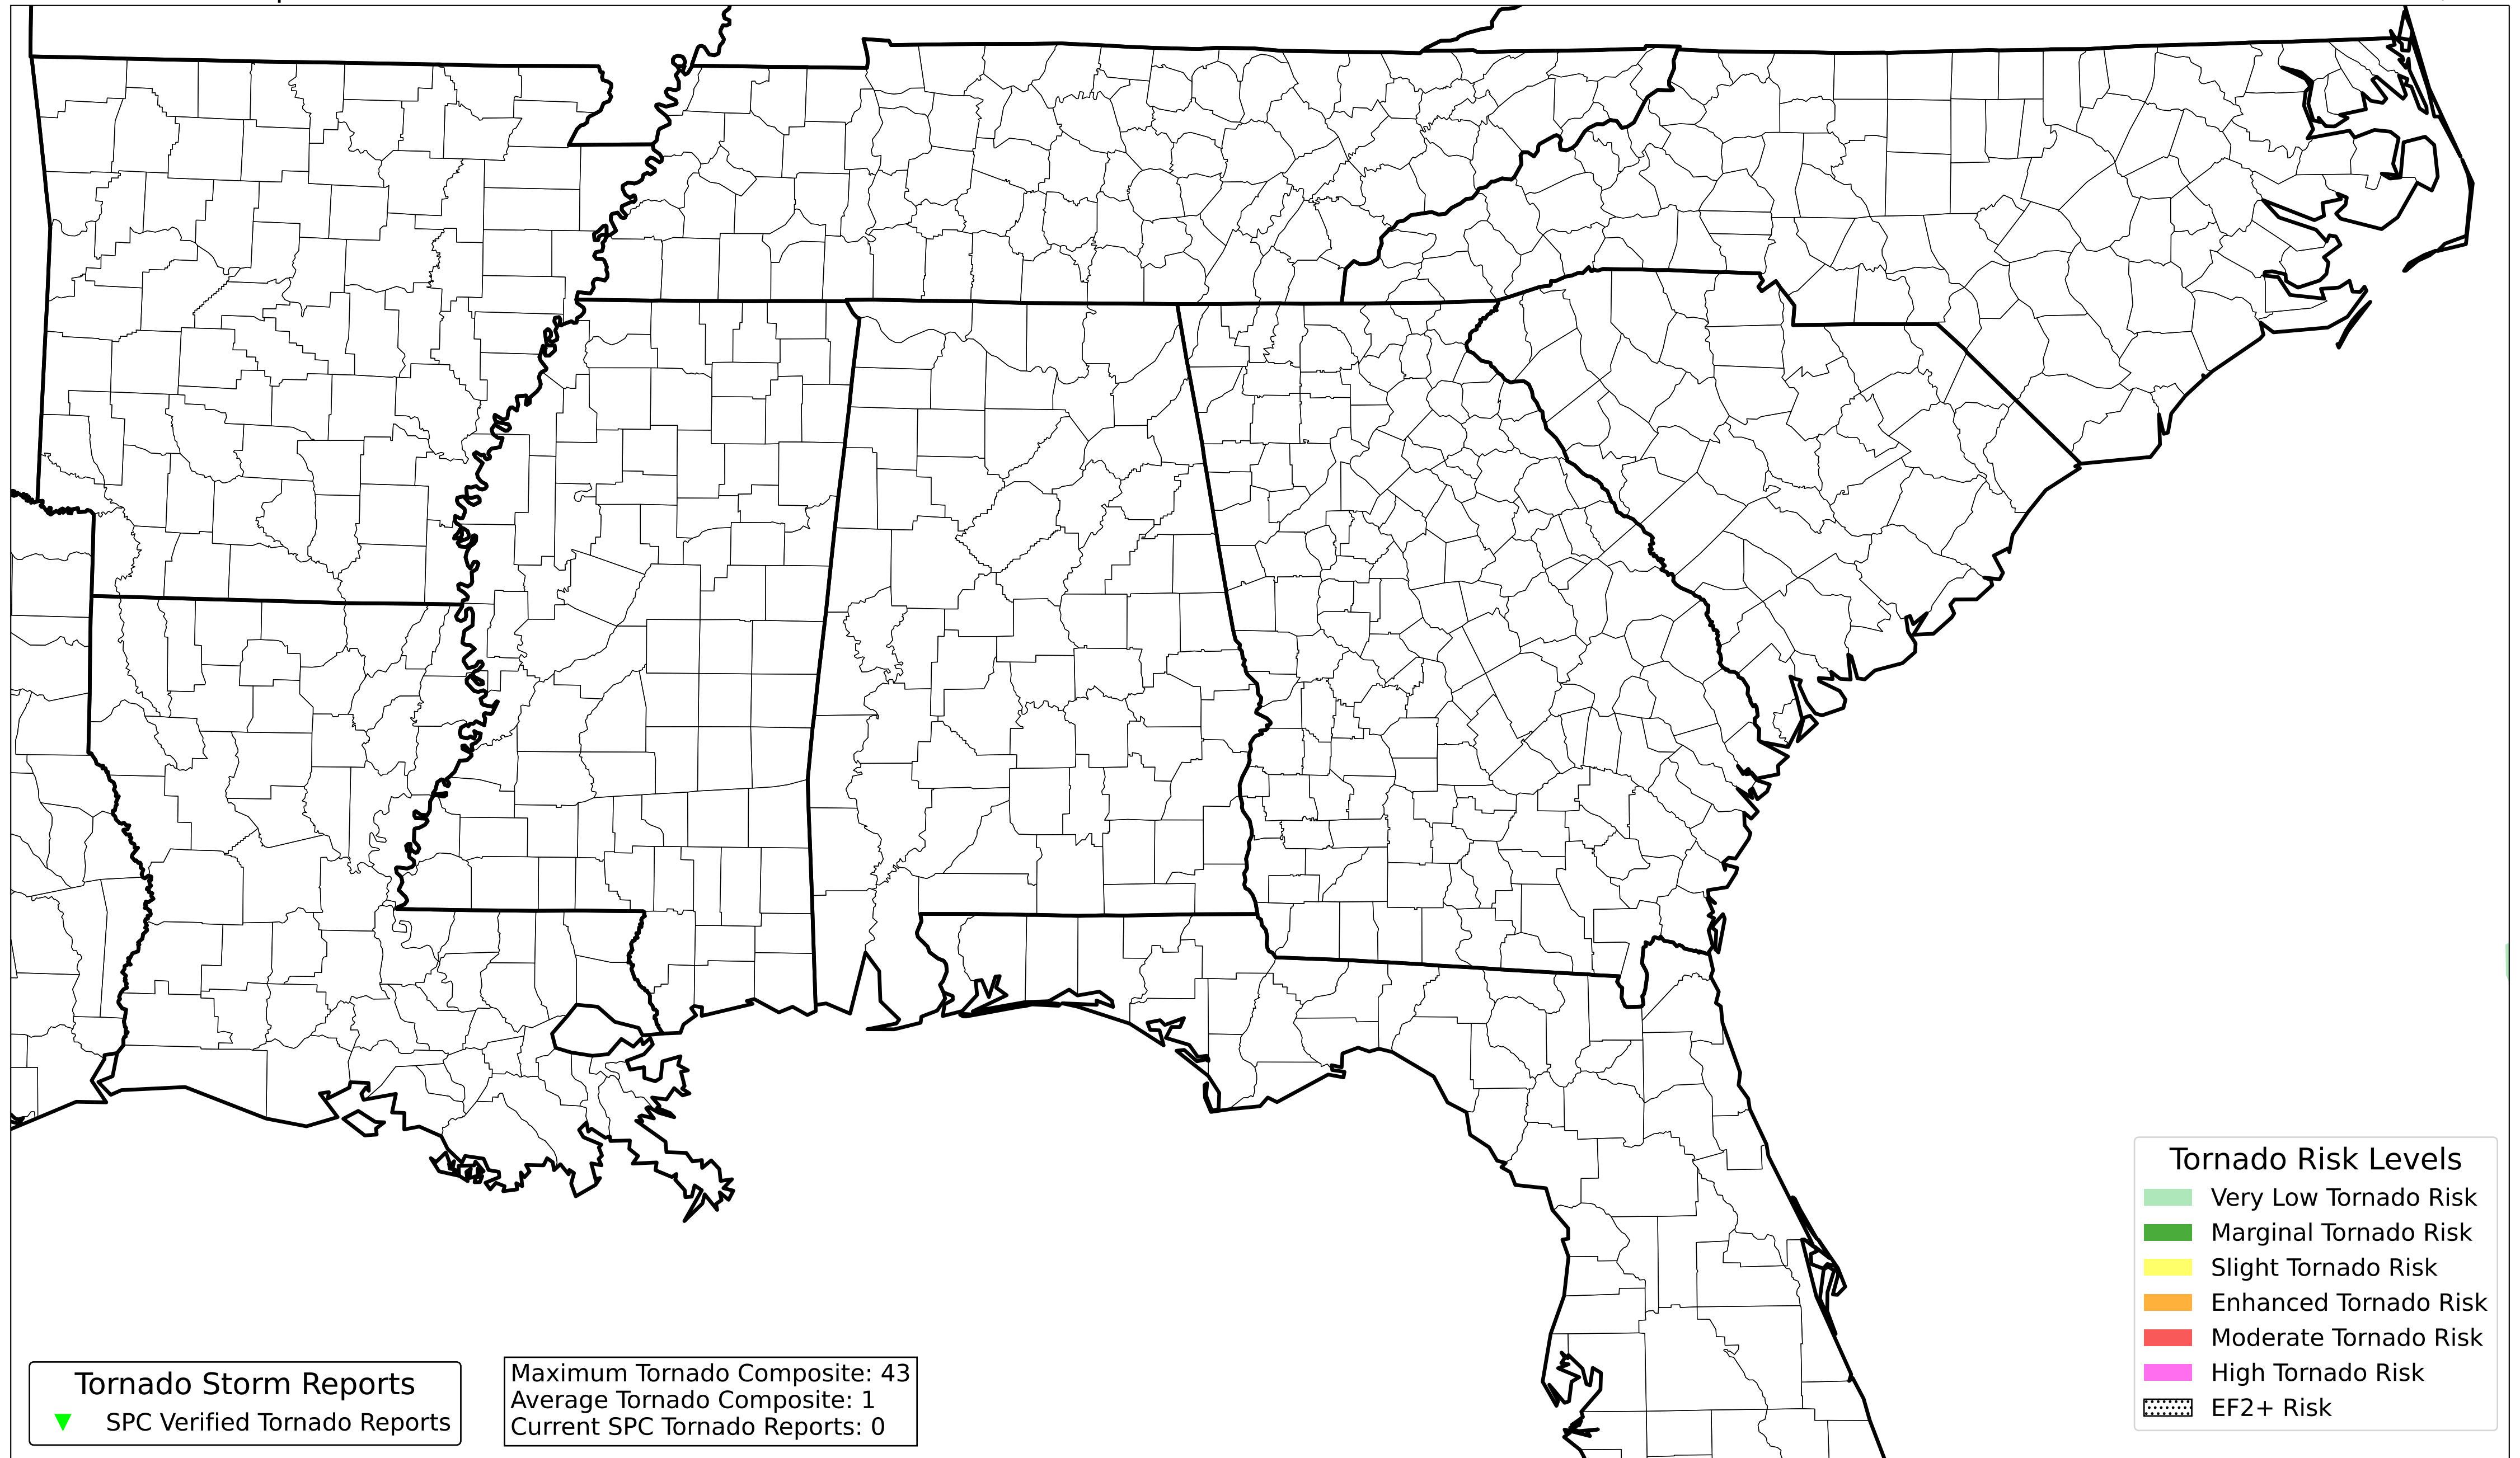 Tornado Risk Levels
Very Low Tornado Risk
Marginal Tornado Risk
Slight Tornado Risk
Enhanced Tornado Risk
Moderate Tornado Risk
High Tornado Risk
EF2+ Risk
Tornado Storm Reports
SPC Verified Tornado Reports
Maximum Tornado Composite: 43
Average Tornado Composite: 1
Current SPC Tornado Reports: 0